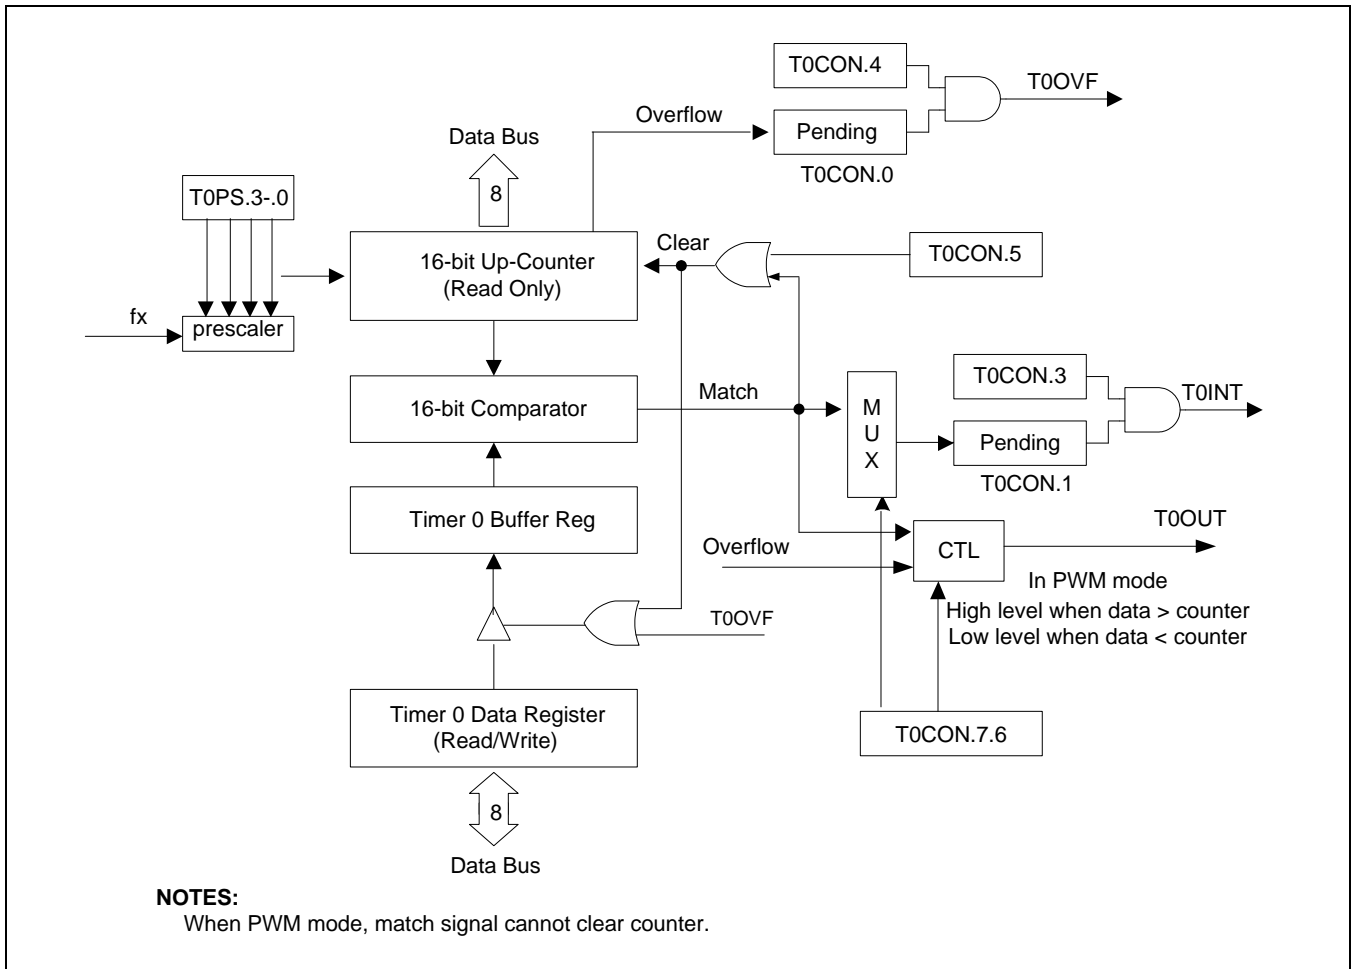 T0CON.4
T0OVF
Overflow
Pending
Data Bus
T0CON.0
8
T0PS.3-.0
Clear
16-bit Up-Counter
(Read Only)
T0CON.5
fx
prescaler
T0CON.3
T0INT
16-bit Comparator
Match
M
U
X
Pending
T0CON.1
Timer 0 Buffer Reg
T0OUT
Overflow
CTL
In PWM mode
High level when data > counter
Low level when data < counter
T0OVF
Timer 0 Data Register
(Read/Write)
T0CON.7.6
8
Data Bus
NOTES:
When PWM mode, match signal cannot clear counter.